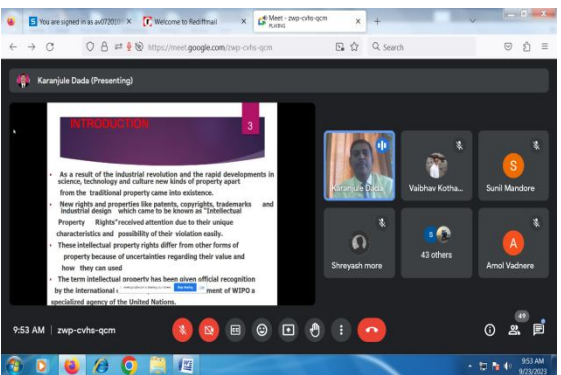 You are signed in as av072010
Welcome to Rediffmail
Meet - zwp-cvhs-qcm
PLAYING
https://meet.google.com/zwp-cvhs-qcm
Search
Karanjule Dada (Presenting)
INTRODUCTION
3
As a result of the industrial revolution and the rapid developments in
science, technology and culture new kinds of property apart
from the traditional property came into existence.
New rights and properties like patents, copyrights, trademarks and
industrial design which came to be known as "Intellectual
Property Rights"received attention due to their unique
characteristics and possibility of their violation easily.
These intellectual property rights differ from other forms of
property because of uncertainties regarding their value and
how they can used
The term intellectual property has been given official recognition
by the international
ment of WIPO a
specialized agency of the United Nations.
Karanjule Dada
Vaibhav Kotha...
S
Sunil Mandore
Shreyash more
S
43 others
A
Amol Vadnere
9:53 AM | zwp-cvhs-qcm
49
9:53 AM
9/23/2023